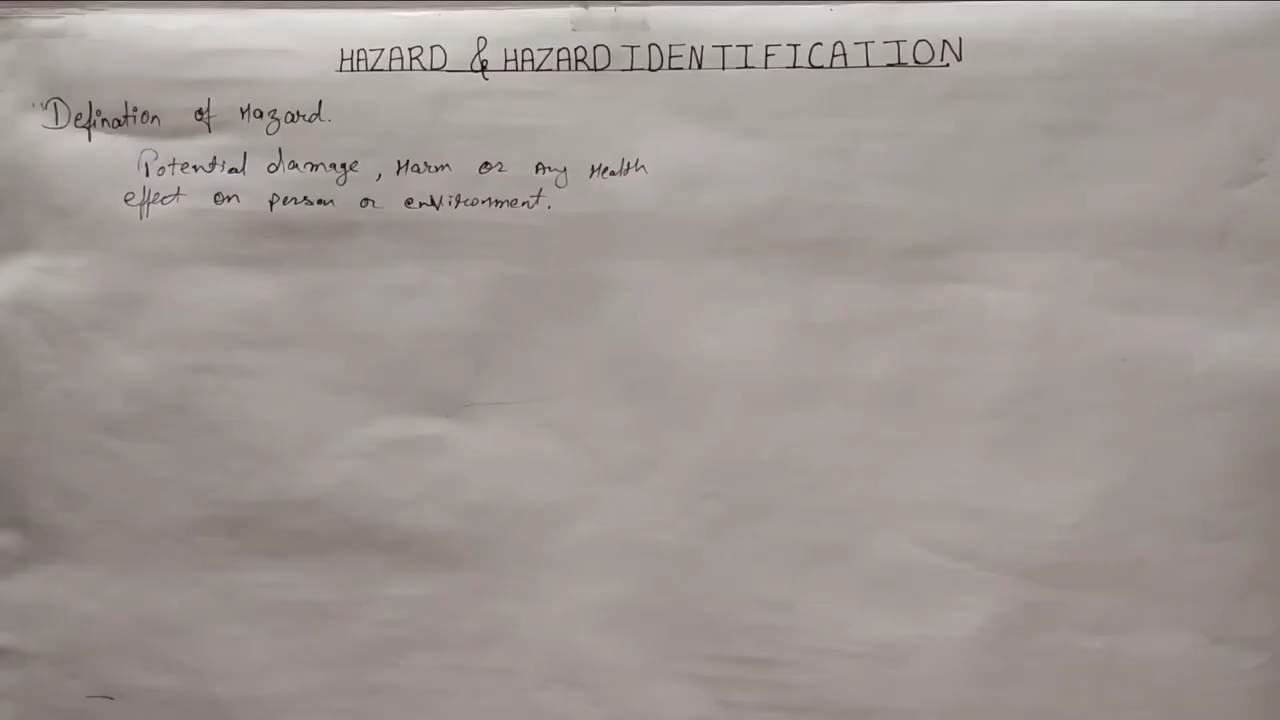 HAZARD & HAZARD IDENTIFICATION
"Defination of Hazard.
Potential damage, Harm or Any Health
effect on person or environment.